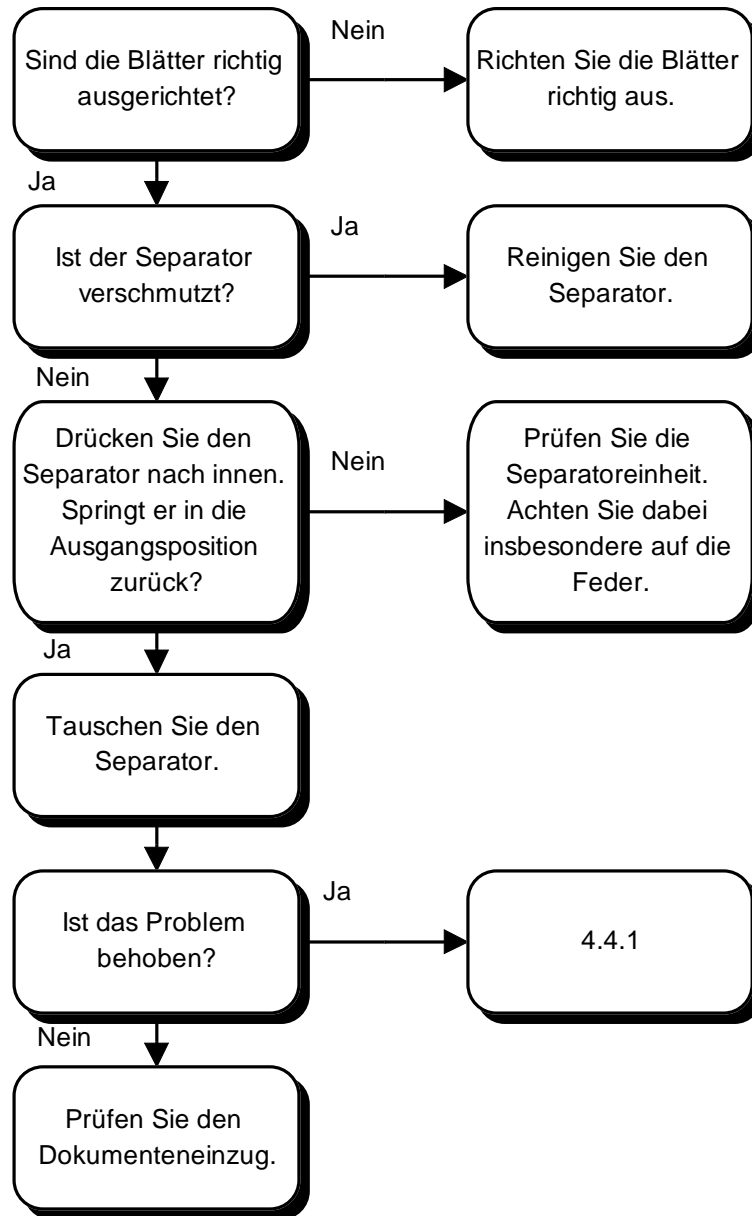 Sind die Blätter richtig
ausgerichtet?
Nein
Richten Sie die Blätter
richtig aus.
Ja
Ist der Separator
verschmutzt?
Ja
Reinigen Sie den
Separator.
Nein
Drücken Sie den
Separator nach innen.
Springt er in die
Ausgangsposition
zurück?
Nein
Prüfen Sie die
Separatoreinheit.
Achten Sie dabei
insbesondere auf die
Feder.
Ja
Tauschen Sie den
Separator.
Ist das Problem
behoben?
Ja
4.4.1
Nein
Prüfen Sie den
Dokumenteneinzug.